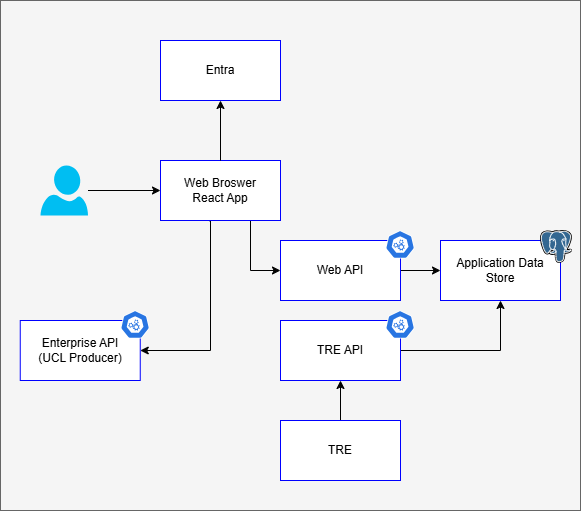 Entra
Web Broswer
React App
Web API
Application Data
Store
Enterprise API
(UCL Producer)
TRE API
TRE